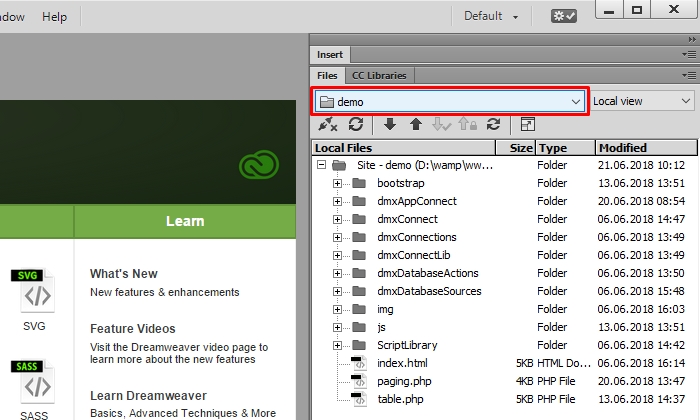 ndow Help Default
Insert
Files CC Libraries
demo Local view
Local Files Size Type Modified
Site - demo (D:\wamp\ww... Folder 21.06.2018 10:12
bootstrap Folder 13.06.2018 13:51
dmxAppConnect Folder 20.06.2018 08:54
dmxConnect Folder 06.06.2018 14:47
dmxConnections Folder 06.06.2018 13:49
dmxConnectLib Folder 06.06.2018 13:49
dmxDatabaseActions Folder 06.06.2018 13:50
dmxDatabaseSources Folder 06.06.2018 15:48
img Folder 06.06.2018 16:03
js Folder 13.06.2018 13:51
ScriptLibrary Folder 06.06.2018 14:42
index.html 5KB HTML Do... 06.06.2018 16:14
paging.php 4KB PHP File 20.06.2018 13:47
table.php 5KB PHP File 13.06.2018 14:37
Learn
SVG
SVG
SASS
SASS
What's New
New features & enhancements
Feature Videos
Visit the Dreamweaver video page to
learn more about the new features
Learn Dreamweaver
Basics, Advanced Techniques & More